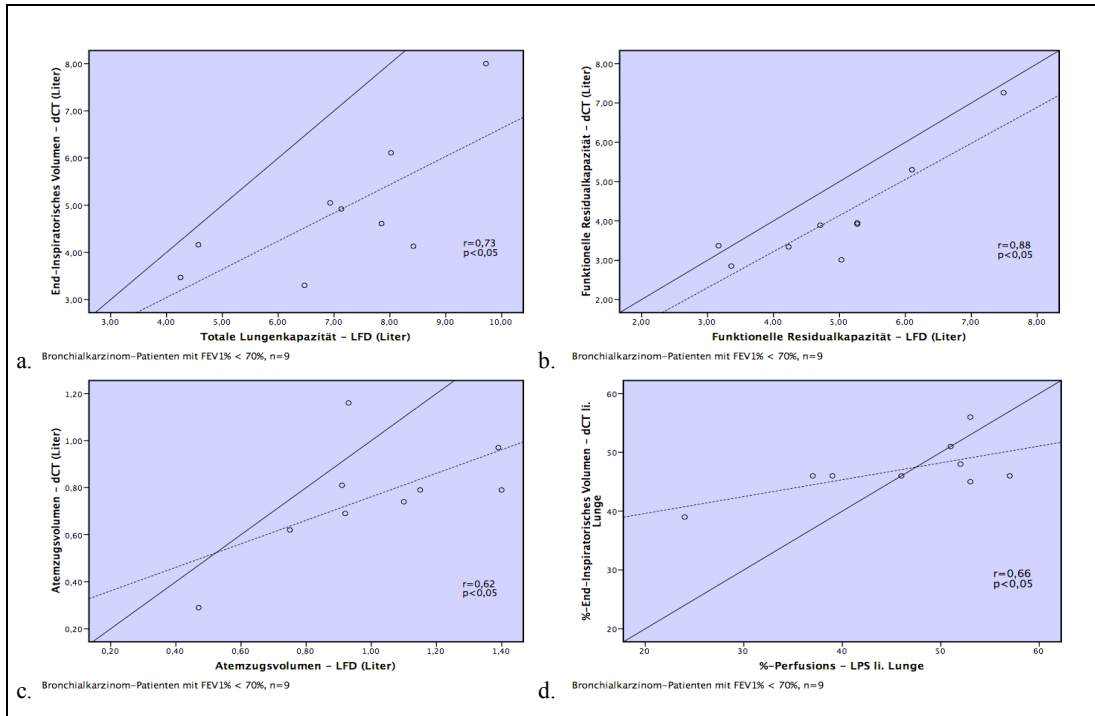 End-Inspiratorisches Volumen - dCT (Liter)
8,00
7,00
6,00
5,00
4,00
3,00
r=0,73
p<0,05
3,00 4,00 5,00 6,00 7,00 8,00 9,00 10,00
Totale Lungenkapazität - LFD (Liter)
a.
Bronchialkarzinom-Patienten mit FEV1% < 70%, n=9
Funktionelle Residualkapazität - dCT (Liter)
8,00
7,00
6,00
5,00
4,00
3,00
2,00
r=0,88
p<0,05
2,00 3,00 4,00 5,00 6,00 7,00 8,00
Funktionelle Residualkapazität - LFD (Liter)
b.
Bronchialkarzinom-Patienten mit FEV1% < 70%, n=9
Atemzugsvolumen - dCT (Liter)
1,20
1,00
0,80
0,60
0,40
0,20
r=0,62
p<0,05
0,20 0,40 0,60 0,80 1,00 1,20 1,40
Atemzugsvolumen - LFD (Liter)
c.
Bronchialkarzinom-Patienten mit FEV1% < 70%, n=9
%-End-Inspiratorisches Volumen - dCT li.
Lunge
60
50
40
30
20
r=0,66
p<0,05
20 30 40 50 60
%-Perfusions - LPS li. Lunge
d.
Bronchialkarzinom-Patienten mit FEV1% < 70%, n=9